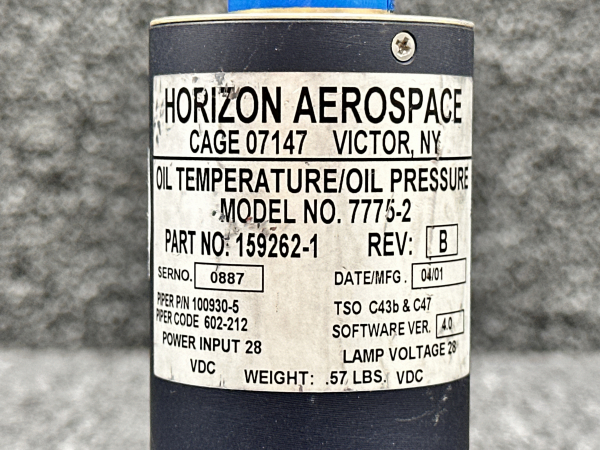 HORIZON AEROSPACE
CAGE 07147 VICTOR, NY
OIL TEMPERATURE/OIL PRESSURE
MODEL NO. 7775-2
PART NO: 159262-1 REV: B
SERNO. 0887 DATE/MFG. 04/01
PIPER P/N 100930-5 TSO C43b & C47
PIPER CODE 602-212 SOFTWARE VER. 4.0
POWER INPUT 28 LAMP VOLTAGE 28
VDC WEIGHT: .57 LBS. VDC